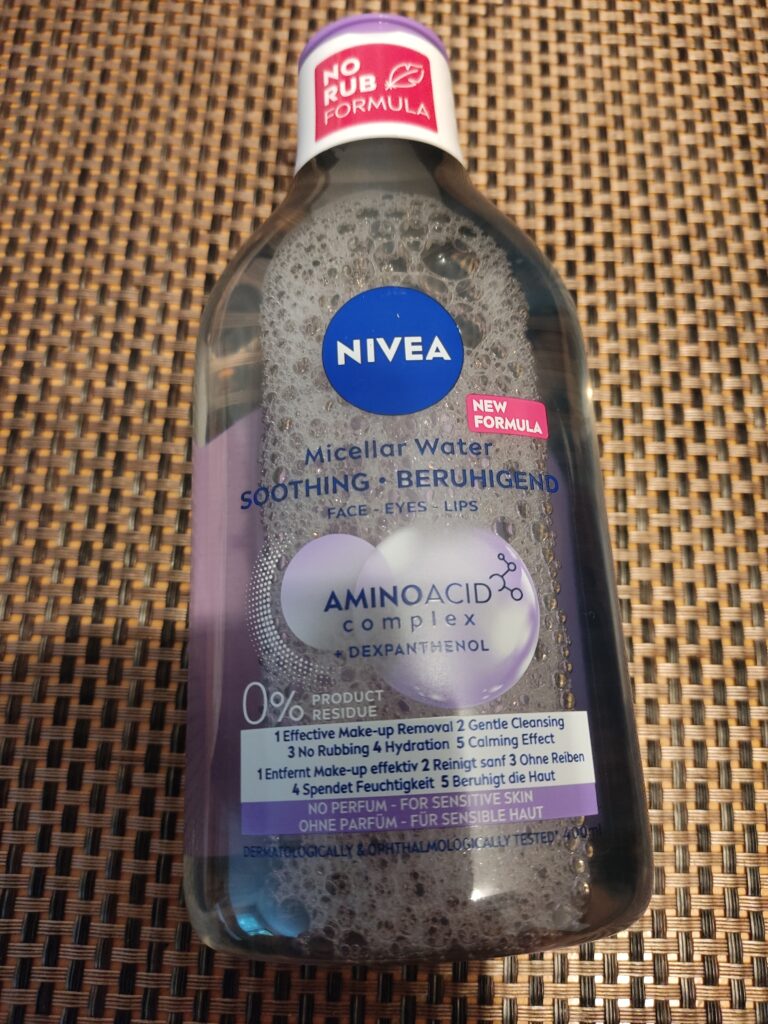 NO
RUB
FORMULA
NIVEA
NEW
FORMULA
Micellar Water
SOOTHING • BERUHIGEND
FACE - EYES - LIPS
AMINOACID
complex
+ DEXPANTHENOL
0% PRODUCT
RESIDUE
1 Effective Make-up Removal 2 Gentle Cleansing
3 No Rubbing 4 Hydration 5 Calming Effect
1 Entfernt Make-up effektiv 2 Reinigt sanf 3 Ohne Reiben
4 Spendet Feuchtigkeit 5 Beruhigt die Haut
NO PERFUM - FOR SENSITIVE SKIN
OHNE PARFÜM - FÜR SENSIBLE HAUT
DERMATOLOGICALLY & OPHTHALMOLOGICALLY TESTED* 400ml